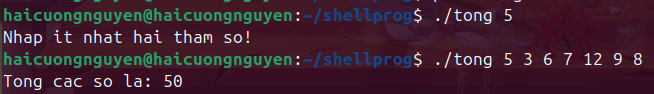 haicuongnguyen@haicuongnguyen:~/shellprog$ ./tong 5
Nhap it nhat hai tham so!
haicuongnguyen@haicuongnguyen:~/shellprog$ ./tong 5 3 6 7 12 9 8
Tong cac so la: 50